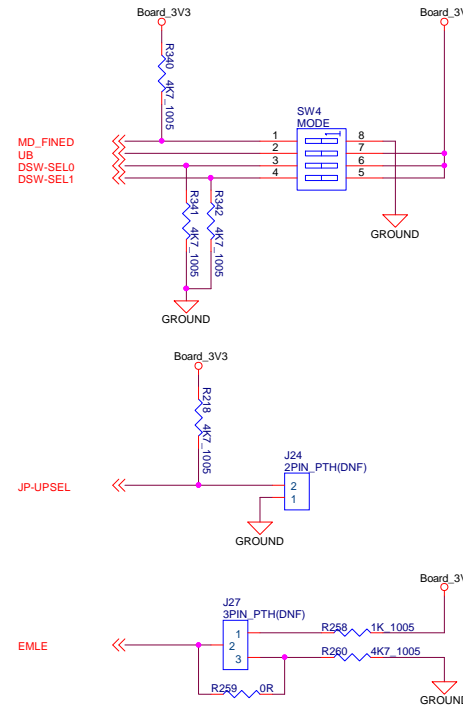 Board_3V3
Board_3V
R340 4K7_1005
SW4
MODE
MD_FINED
UB
DSW-SEL0
DSW-SEL1
1
2
3
4
1
8
7
6
5
R341 4K7_1005
R342 4K7_1005
GROUND
GROUND
Board_3V3
R218 4K7_1005
J24
2PIN_PTH(DNF)
JP-UPSEL
2
1
GROUND
Board_3V
J27
3PIN_PTH(DNF)
EMLE
1
2
3
R258 1K_1005
R260 4K7_1005
R259 0R
GROUND